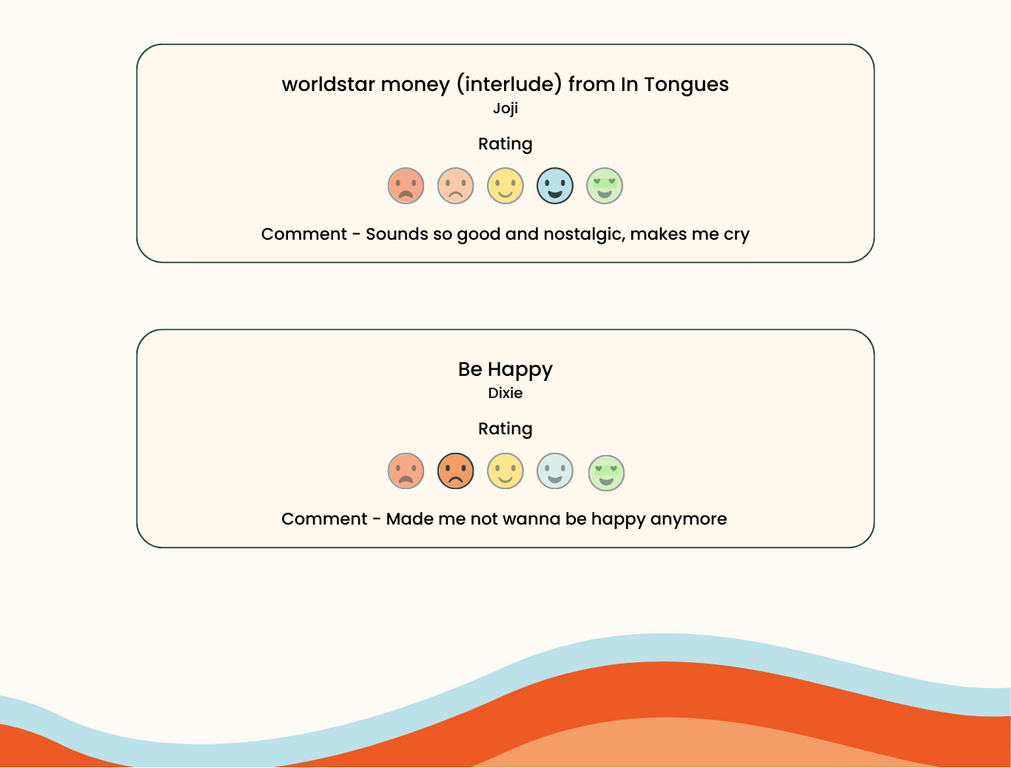 worldstar money (interlude) from In Tongues
Joji
Rating
Comment - Sounds so good and nostalgic, makes me cry
Be Happy
Dixie
Rating
Comment - Made me not wanna be happy anymore